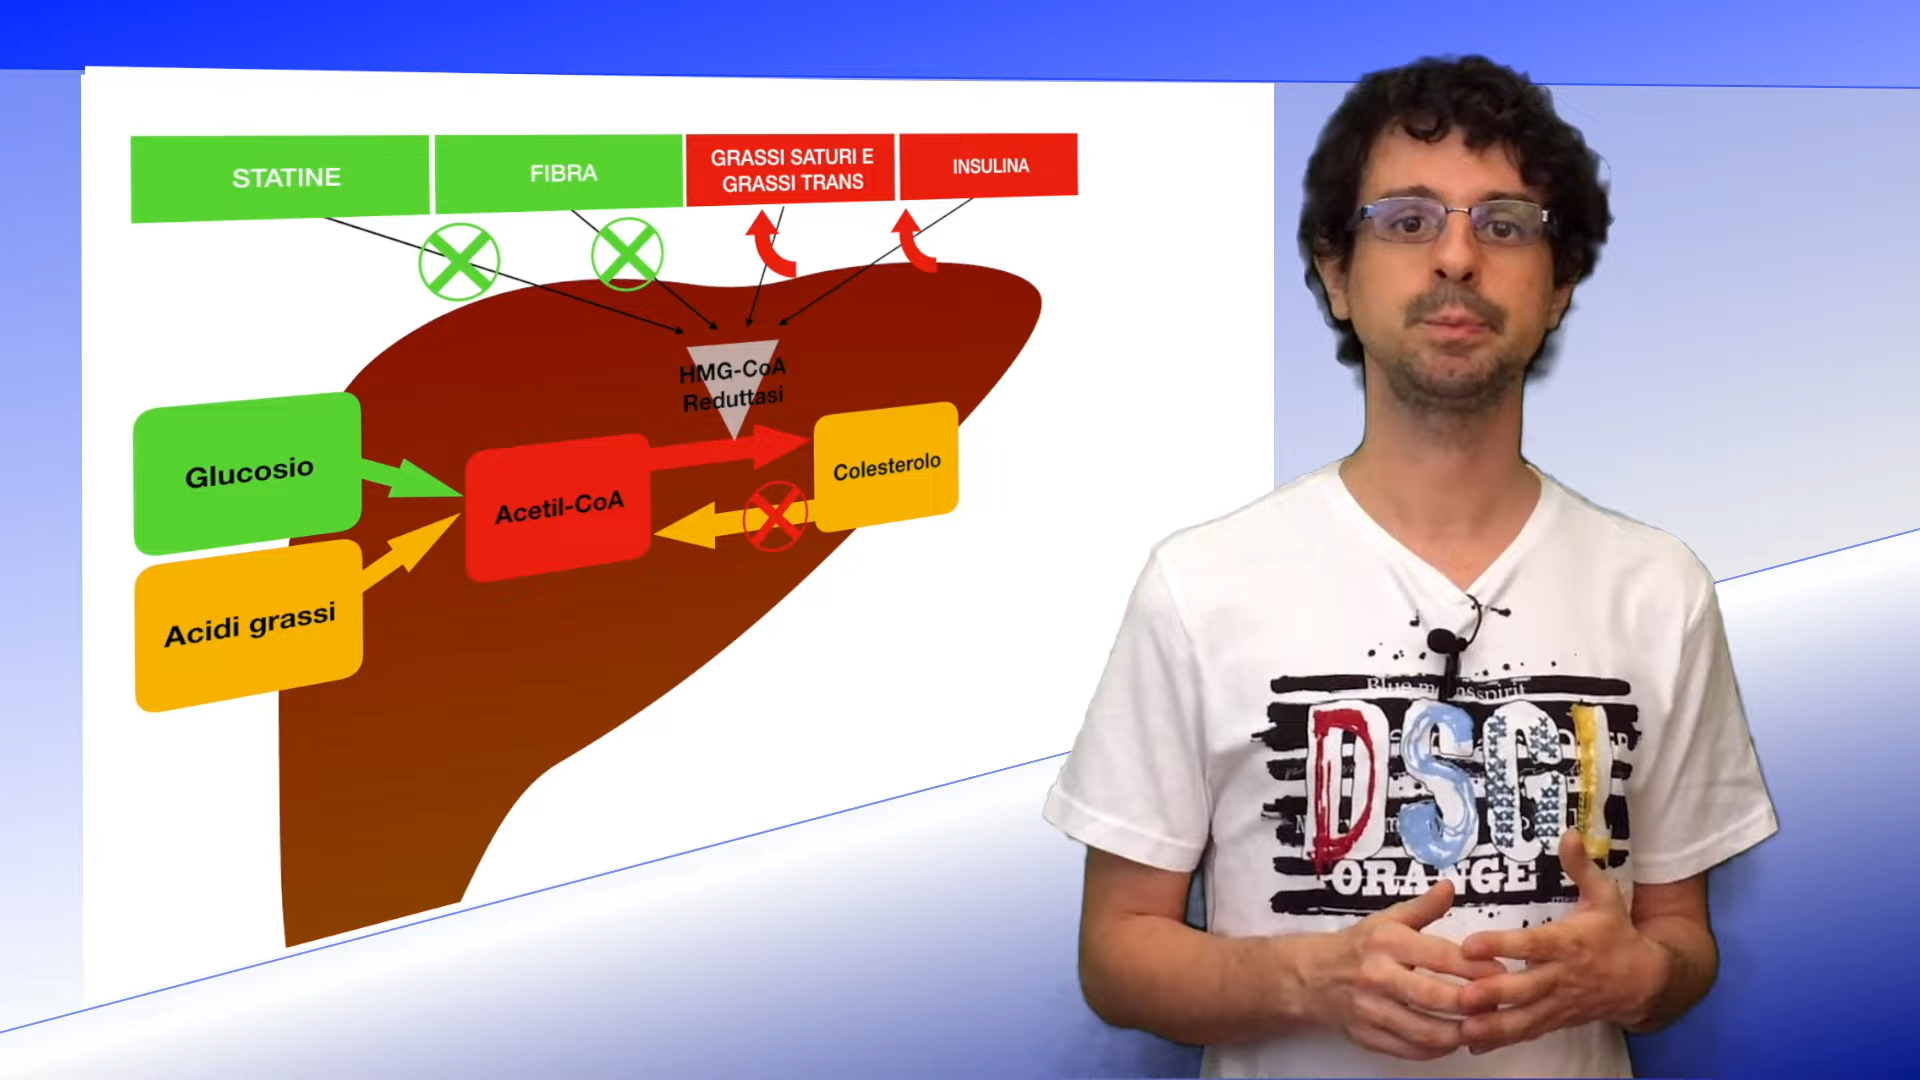 STATINE
FIBRA
GRASSI SATURI E
GRASSI TRANS
INSULINA
HMG-CoA
Reduttasi
Glucosio
Acetil-CoA
Colesterolo
Acidi grassi
DSGI
ORANGE